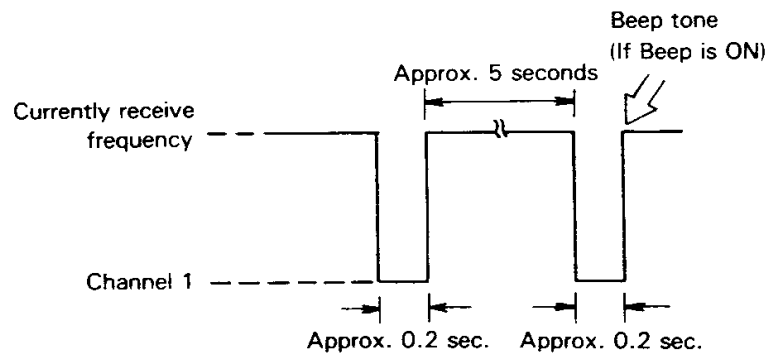 Beep tone
(If Beep is ON)
Approx. 5 seconds
Currently receive
frequency
Channel 1
Approx. 0.2 sec.
Approx. 0.2 sec.